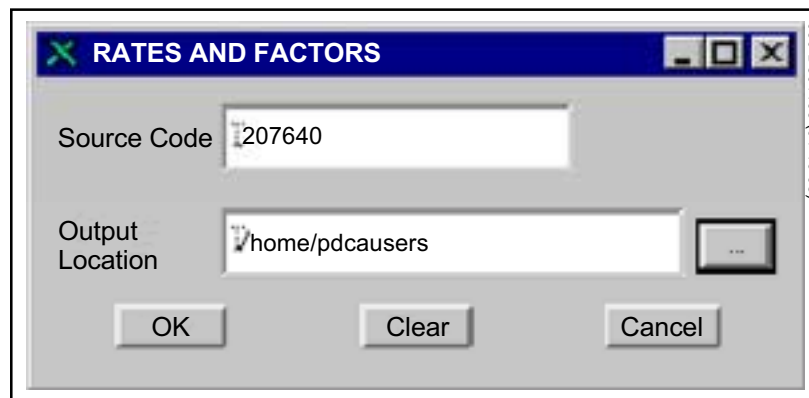 RATES AND FACTORS
Source Code 207640
Output
Location
/home/pdcausers
...
OK Clear Cancel